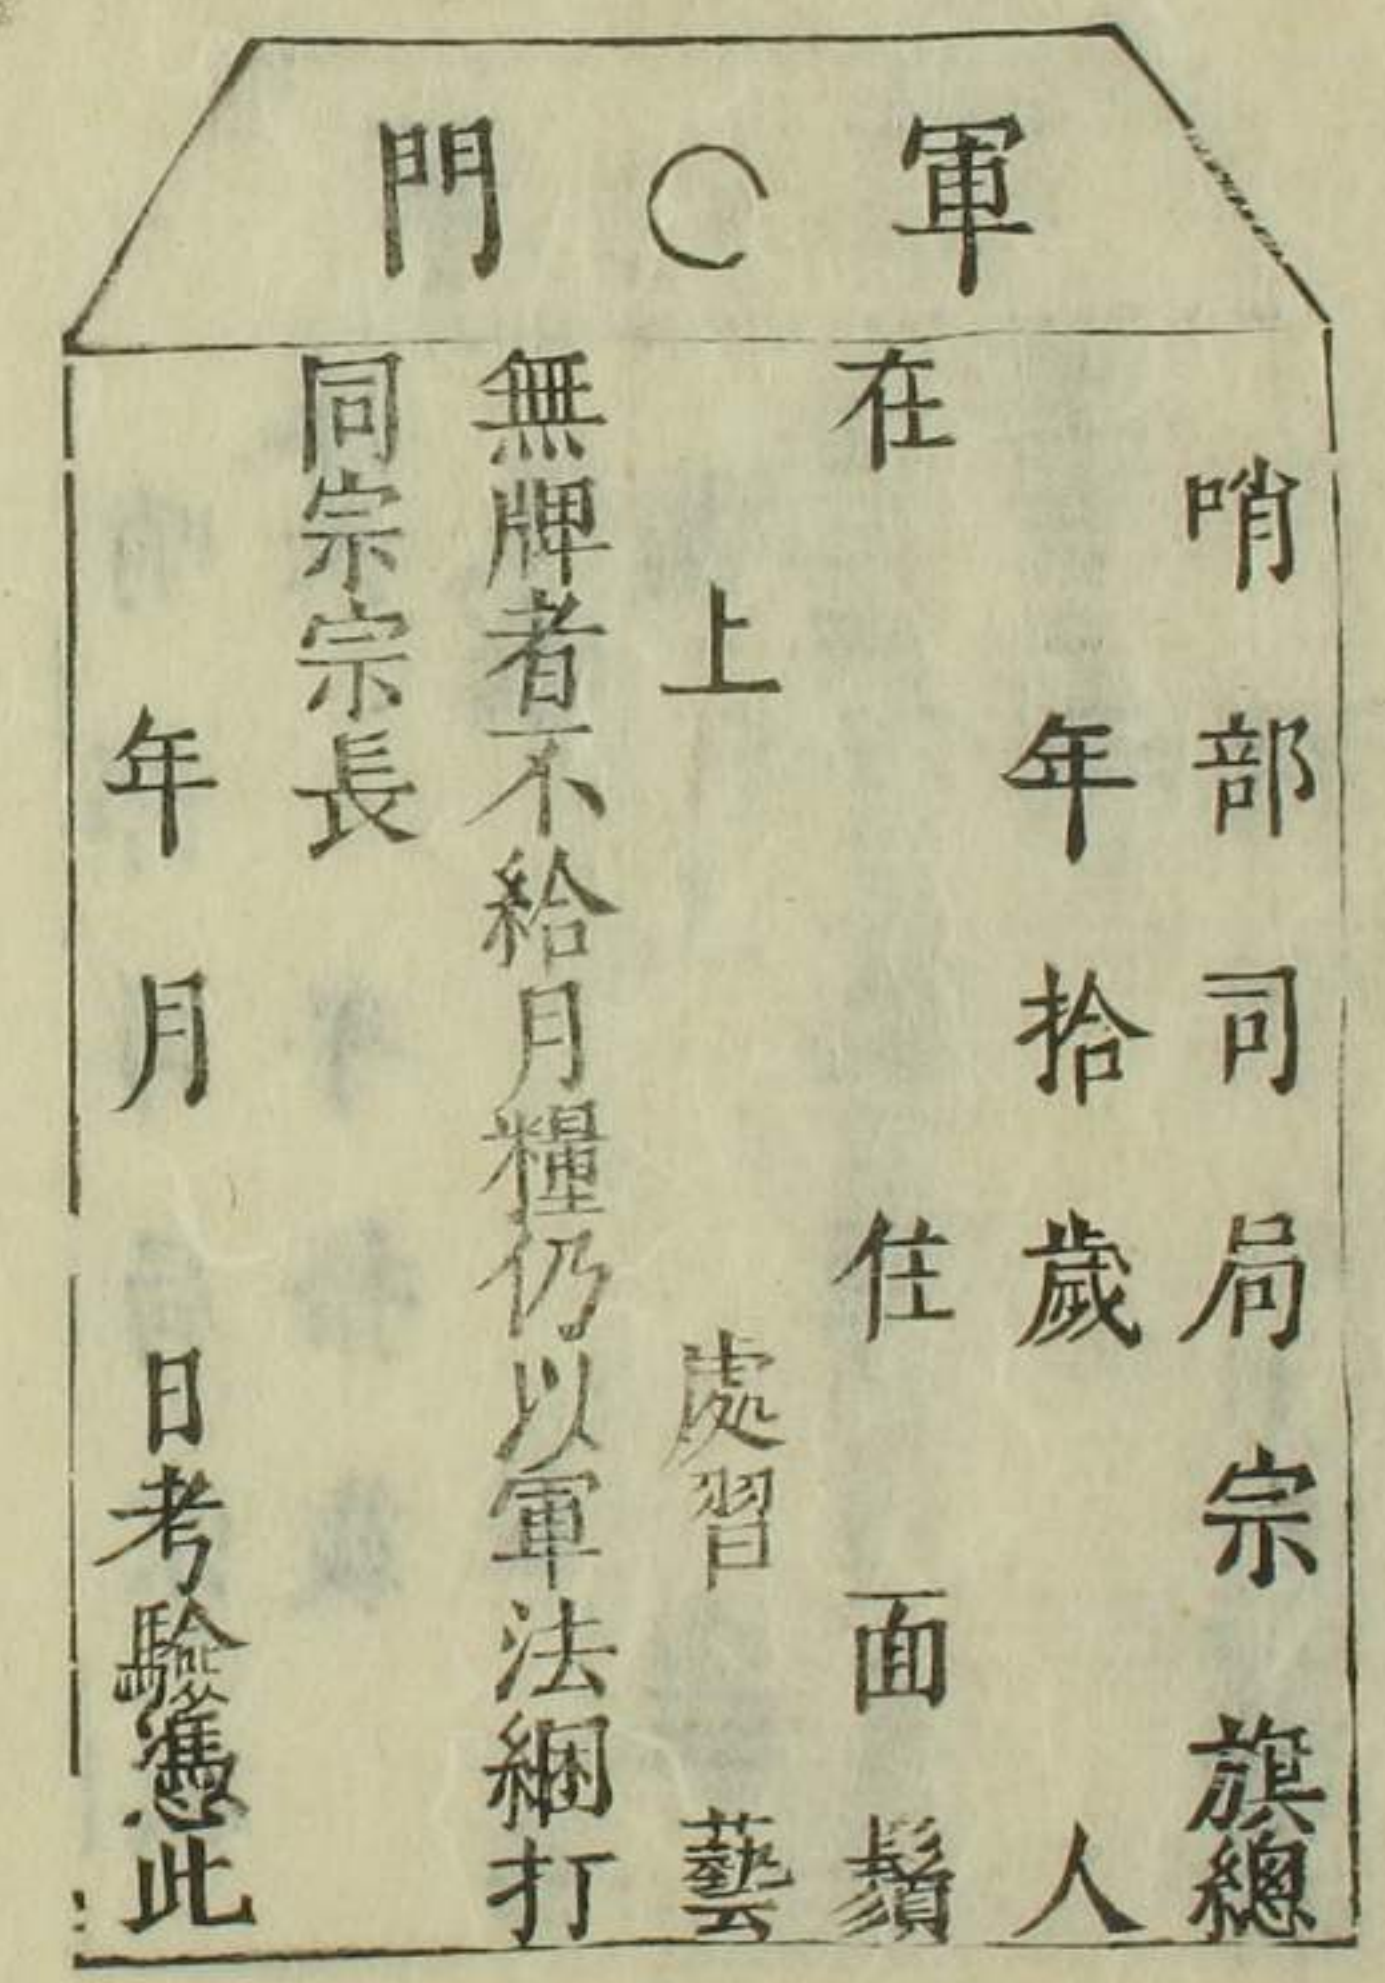 軍○門
哨部司局宗旗總
年拾歲人
在住面鬚
上處習藝
無牌者不給月糧仍以軍法綑打
同宗宗長
年月日考驗憑此